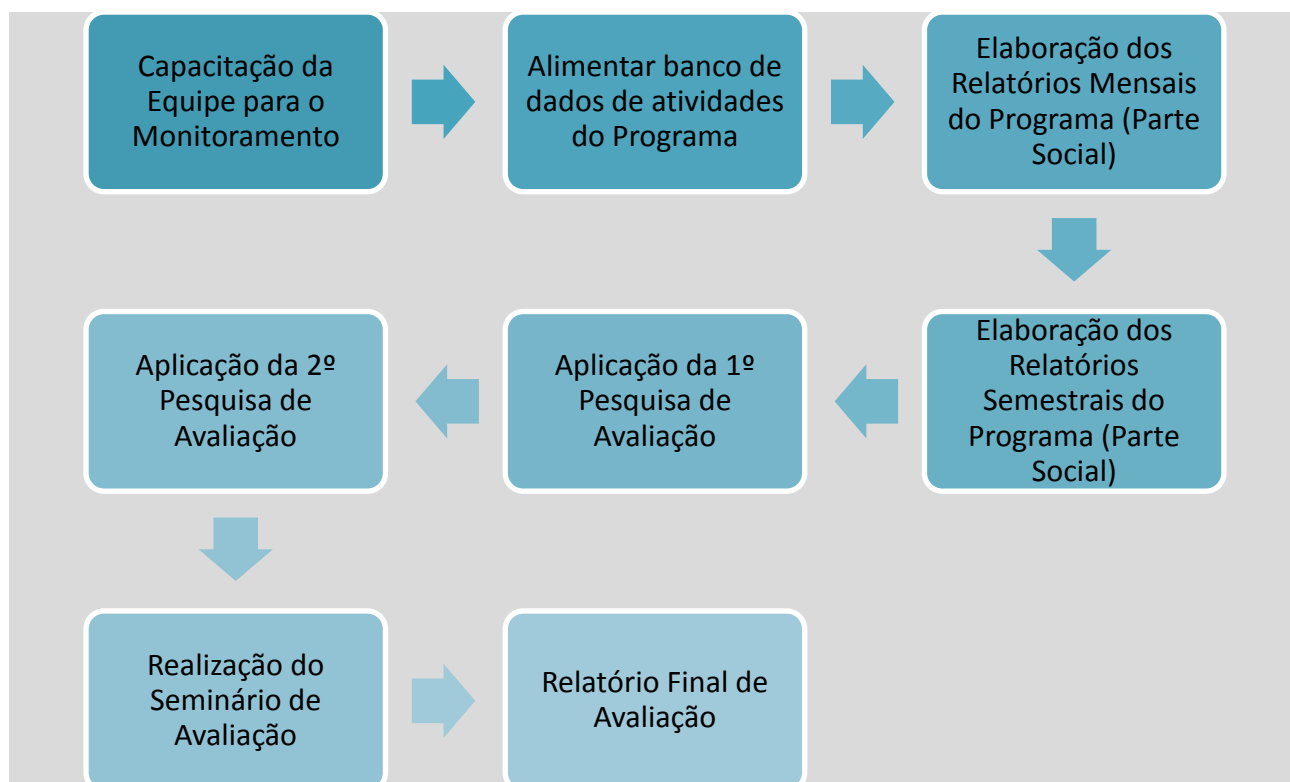 Capacitação da
Equipe para o
Monitoramento
Alimentar banco de
dados de atividades
do Programa
Elaboração dos
Relatórios Mensais
do Programa (Parte
Social)
Elaboração dos
Relatórios
Semestrais do
Programa (Parte
Social)
Aplicação da 1º
Pesquisa de
Avaliação
Aplicação da 2º
Pesquisa de
Avaliação
Realização do
Seminário de
Avaliação
Relatório Final de
Avaliação